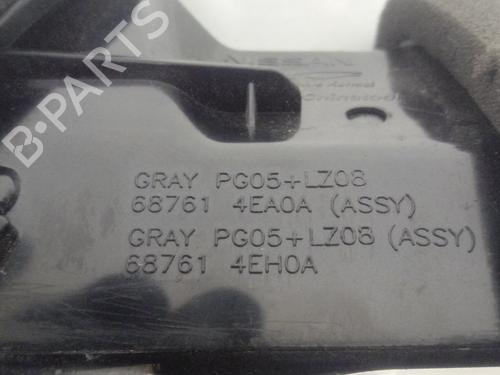 NISSAN
GRAY PG05+LZ08
68761 4EA0A (ASSY)
GRAY PG05+LZ08 (ASSY)
68761 4EH0A
B-PARTS